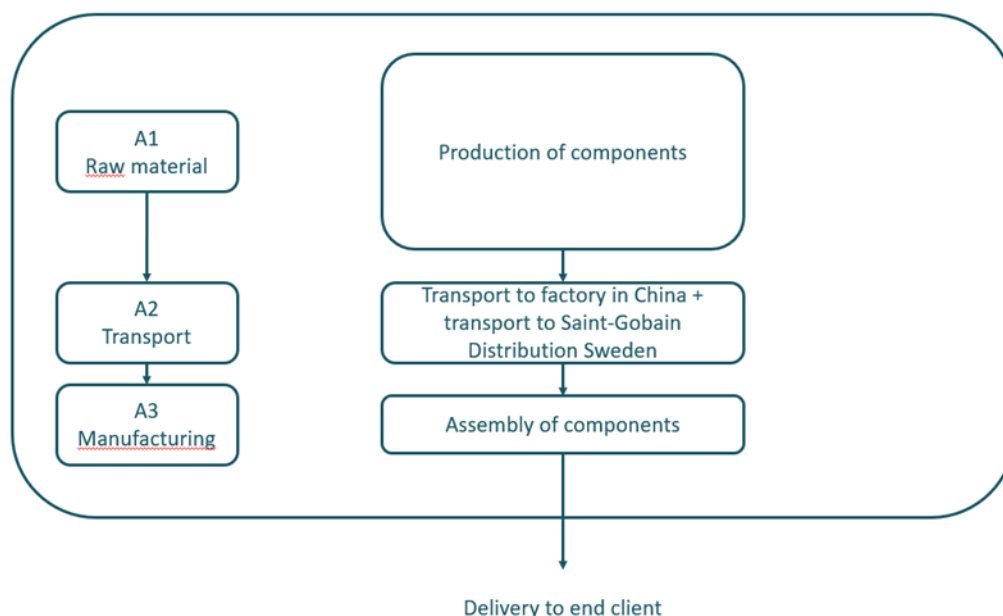 A1
Raw material
Production of components
A2
Transport
Transport to factory in China +
transport to Saint-Gobain
Distribution Sweden
A3
Manufacturing
Assembly of components
Delivery to end client